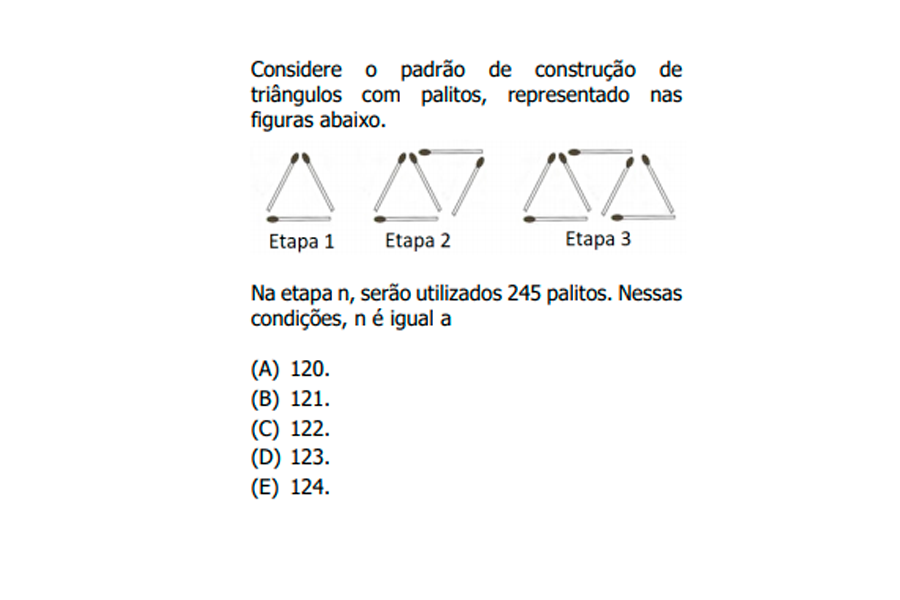 Considere o padrão de construção de
triângulos com palitos, representado nas
figuras abaixo.
Etapa 1 Etapa 2 Etapa 3
Na etapa n, serão utilizados 245 palitos. Nessas
condições, n é igual a
(A) 120.
(B) 121.
(C) 122.
(D) 123.
(E) 124.